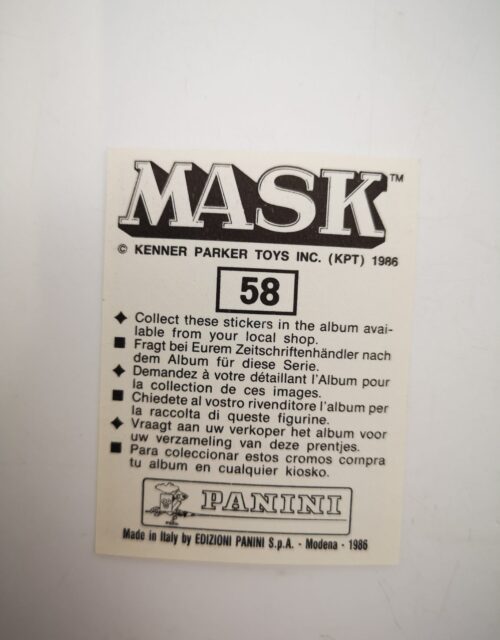 MASK™
© KENNER PARKER TOYS INC. (KPT) 1986
58
◆ Collect these stickers in the album avai-
lable from your local shop.
■ Fragt bei Eurem Zeitschriftenhändler nach
dem Album für diese Serie.
◆ Demandez à votre détaillant l'Album pour
la collection de ces images.
■ Chiedete al vostro rivenditore l'album per
la raccolta di queste figurine.
◆ Vraagt aan uw verkoper het album voor
uw verzameling van deze prentjes.
■ Para coleccionar estos cromos compra
tu album en cualquier kiosko.
PANINI
Made in Italy by EDIZIONI PANINI S.p.A. - Modena - 1986